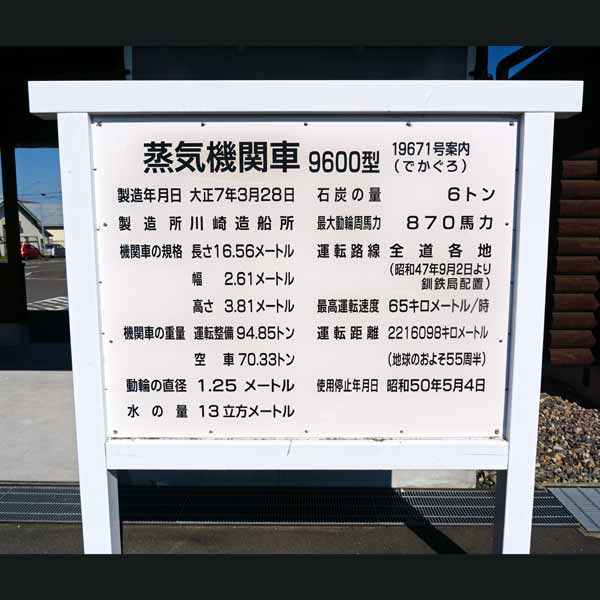 蒸気機関車 9600型 19671号案内
(でかぐろ)
製造年月日 大正7年3月28日
製造所 川崎造船所
機関車の規格 長さ16.56メートル
幅 2.61メートル
高さ 3.81メートル
機関車の重量 運転整備 94.85トン
空車 70.33トン
動輪の直径 1.25 メートル
水の量 13立方メートル
石炭の量 6トン
最大動輪周馬力 870馬力
運転路線 全道各地
(昭和47年9月2日より
釧鉄局配置)
最高運転速度 65キロメートル/時
運転距離 2216098キロメートル
(地球のおよそ55周半)
使用停止年月日 昭和50年5月4日